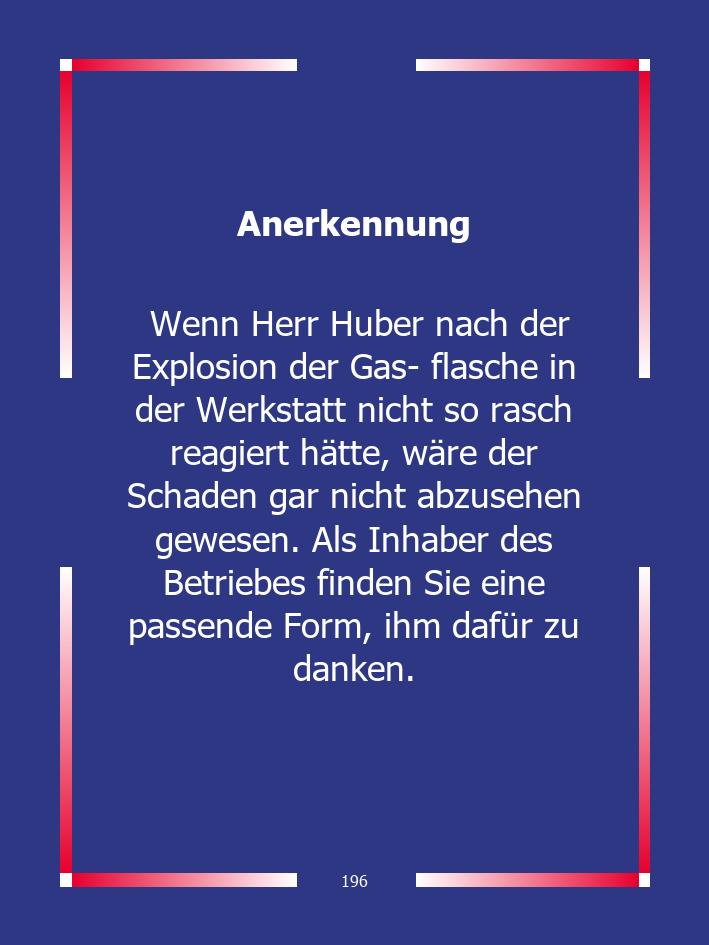 Anerkennung
Wenn Herr Huber nach der
Explosion der Gas- flasche in
der Werkstatt nicht so rasch
reagiert hätte, wäre der
Schaden gar nicht abzusehen
gewesen. Als Inhaber des
Betriebes finden Sie eine
passende Form, ihm dafür zu
danken.
196